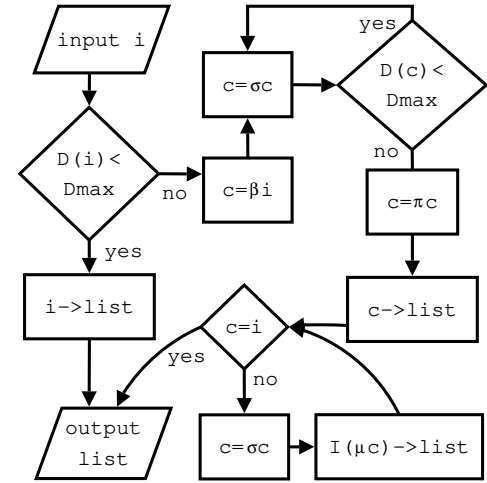 input i
yes
D(c)<
Dmax
c=σc
D(i)<
Dmax
no
c=βi
no
c=πc
yes
i->list
c->list
c=i
yes
no
output
list
c=σc
I(μc)->list